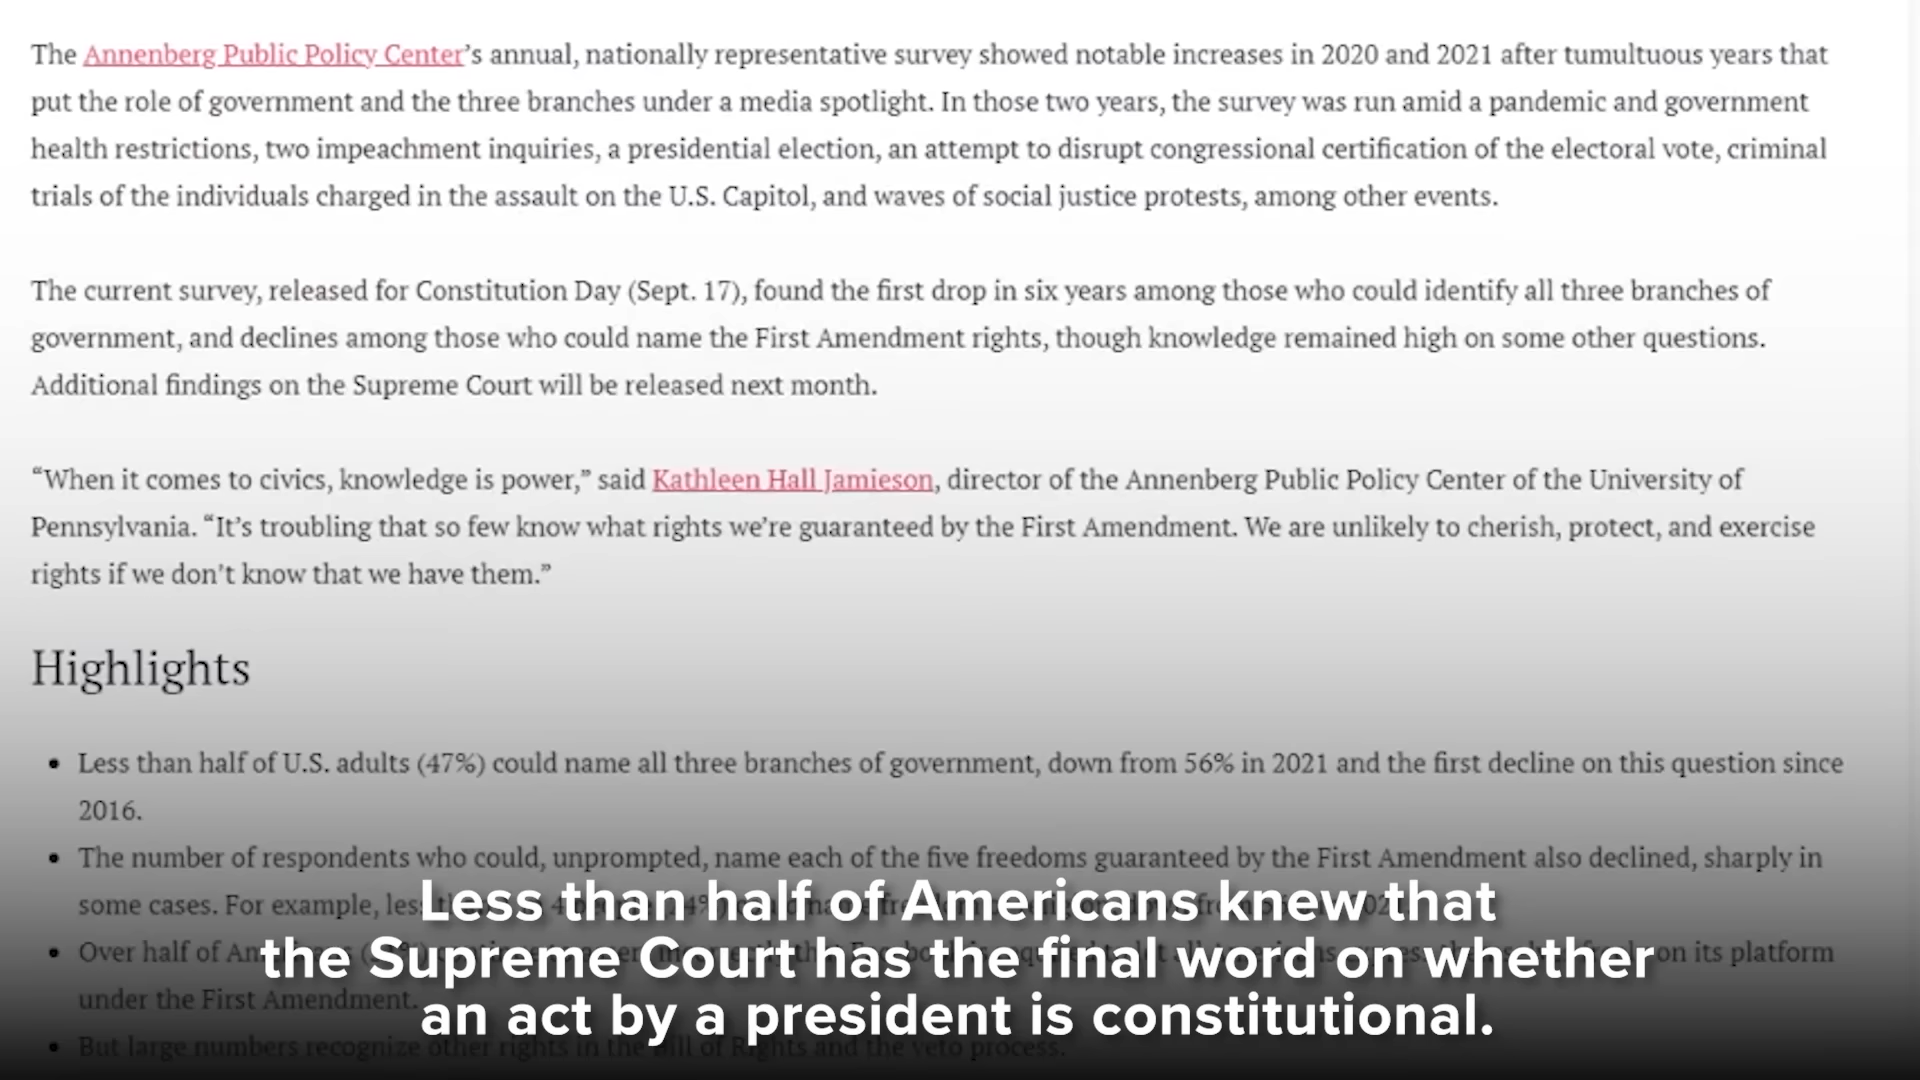 The Annenberg Public Policy Center’s annual, nationally representative survey showed notable increases in 2020 and 2021 after tumultuous years that
put the role of government and the three branches under a media spotlight. In those two years, the survey was run amid a pandemic and government
health restrictions, two impeachment inquiries, a presidential election, an attempt to disrupt congressional certification of the electoral vote, criminal
trials of the individuals charged in the assault on the U.S. Capitol, and waves of social justice protests, among other events.
The current survey, released for Constitution Day (Sept. 17), found the first drop in six years among those who could identify all three branches of
government, and declines among those who could name the First Amendment rights, though knowledge remained high on some other questions.
Additional findings on the Supreme Court will be released next month.
“When it comes to civics, knowledge is power,” said Kathleen Hall Jamieson, director of the Annenberg Public Policy Center of the University of
Pennsylvania. “It’s troubling that so few know what rights we’re guaranteed by the First Amendment. We are unlikely to cherish, protect, and exercise
rights if we don’t know that we have them.”
Highlights
• Less than half of U.S. adults (47%) could name all three branches of government, down from 56% in 2021 and the first decline on this question since
2016.
• The number of respondents who could, unprompted, name each of the five freedoms guaranteed by the First Amendment also declined, sharply in
some cases. For example,
• Over half of on its platform
under the First Amendment.
• But large numbers recognize other rights in the Bill of Rights and the veto process.
Less than half of Americans knew that
the Supreme Court has the final word on whether
an act by a president is constitutional.